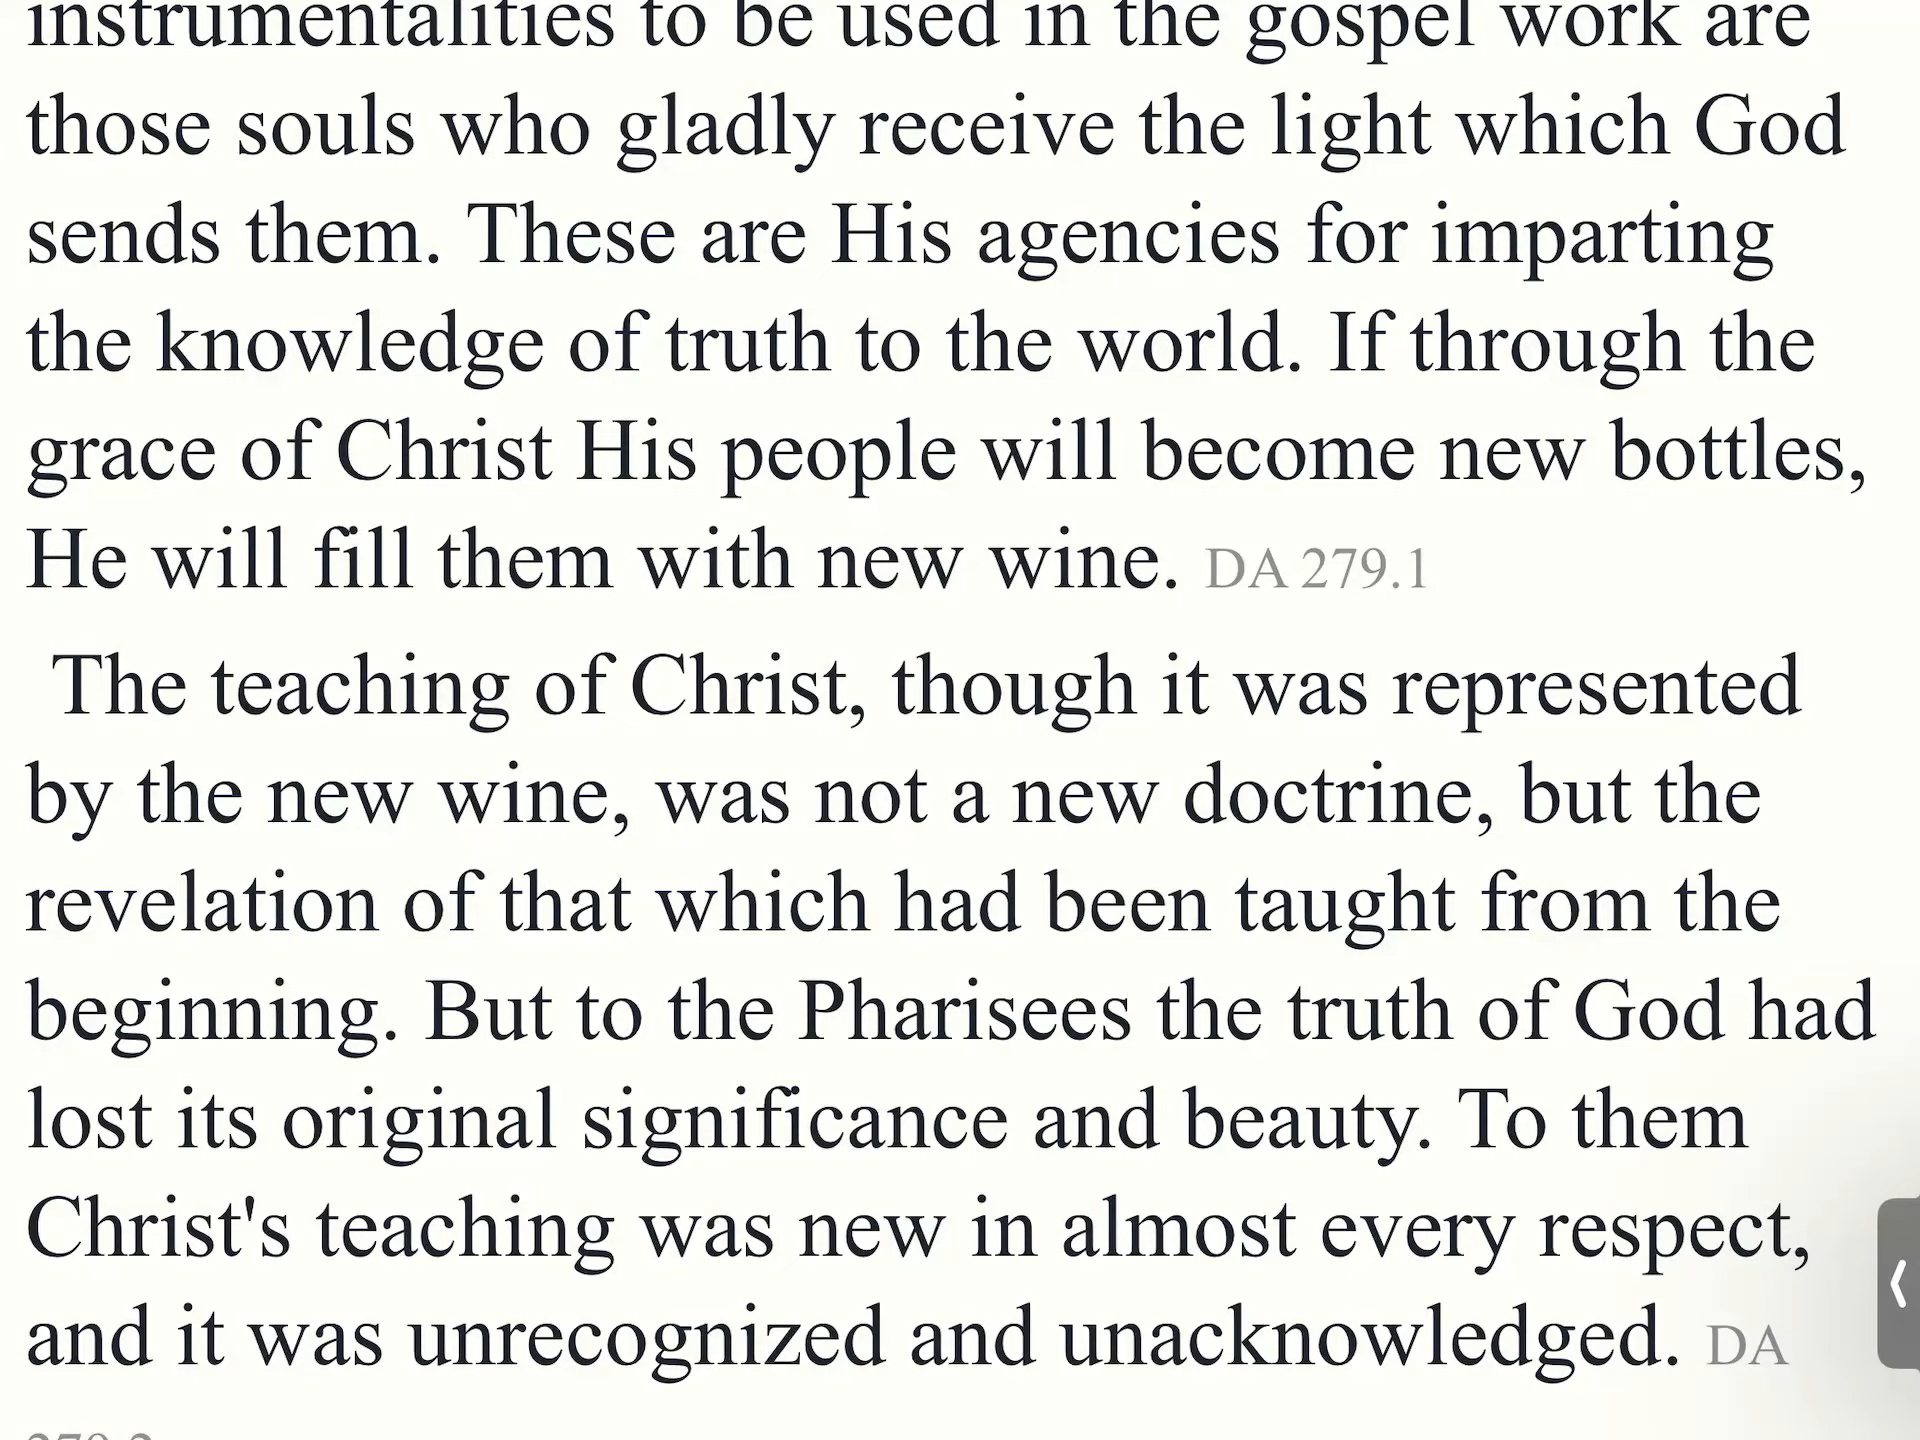 instrumentalities to be used in the gospel work are
those souls who gladly receive the light which God
sends them. These are His agencies for imparting
the knowledge of truth to the world. If through the
grace of Christ His people will become new bottles,
He will fill them with new wine. DA 279.1
The teaching of Christ, though it was represented
by the new wine, was not a new doctrine, but the
revelation of that which had been taught from the
beginning. But to the Pharisees the truth of God had
lost its original significance and beauty. To them
Christ's teaching was new in almost every respect,
and it was unrecognized and unacknowledged. DA
279.2